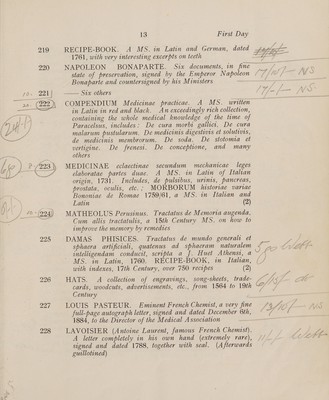 13 First Day
219 RECIPE-BOOK. A MS. in Latin and German, dated
1761, with very interesting excerpts on teeth
220 NAPOLEON BONAPARTE. Six documents, in fine
state of preservation, signed by the Emperor Napoleon
Bonaparte and countersigned by his Ministers
221 —— Six others
222 COMPENDIUM Medicinae practicae. A MS. written
in Latin in red and black. An exceedingly rich collection,
containing the whole medical knowledge of the time of
Paracelsus, includes: De cura morbi gallici. De cura
malarum pustularum. De medicinis digestivis et solutivis,
de medicinis membrorum. De soda. De stotomia et
vertigine. De frenesi. De conceptione, and many
others
223 MEDICINAE eclaectinae secundum mechanicae leges
elaboratae partes duae. A MS. in Latin of Italian
origin, 1731. Includes, de pulsibus, urinis, pancreas,
prostata, oculis, etc.; MORBORUM historiae variae
Bononiae de Romae 1759/61, a MS. in Italian and
Latin (2)
224 MATHEOLUS Perusinus. Tractatus de Memoria augenda.
Cum aliis tractatulis, a 15th Century MS. on how to
improve the memory by remedies
225 DAMAS PHISICES. Tractatus de mundo generali et
sphaera artificiali, quatenus ad sphaeram naturalem
intelligendam conducit, scripta a J. Huot Athensi, a
MS. in Latin, 1760. RECIPE-BOOK, in Italian,
with indexes, 17th Century, over 750 recipes (2)
226 HATS. A collection of engravings, song-sheets, trade-
cards, woodcuts, advertisements, etc., from 1564 to 19th
Century
227 LOUIS PASTEUR. Eminent French Chemist, a very fine
full-page autograph letter, signed and dated December 6th,
1884, to the Director of the Medical Association
228 LAVOISIER (Antoine Laurent, famous French Chemist).
A letter completely in his own hand (extremely rare),
signed and dated 1788, together with seal. (Afterwards
guillotined)